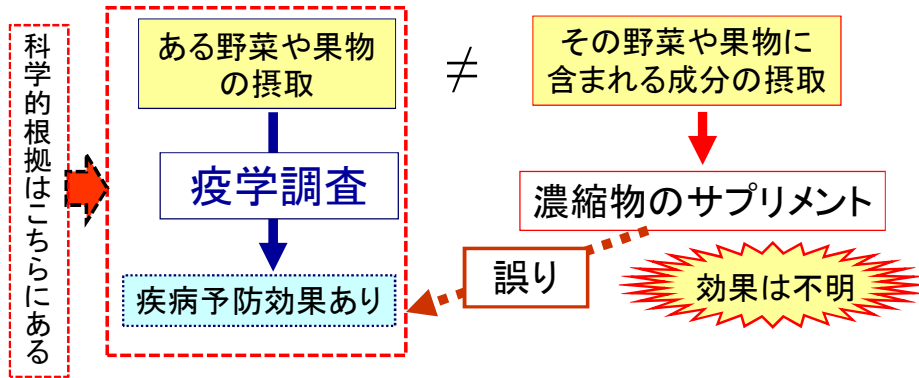 科学的根拠はこちらにある
ある野菜や果物
の摂取
≠
その野菜や果物に
含まれる成分の摂取
疫学調査
濃縮物のサプリメント
誤り
効果は不明
疾病予防効果あり